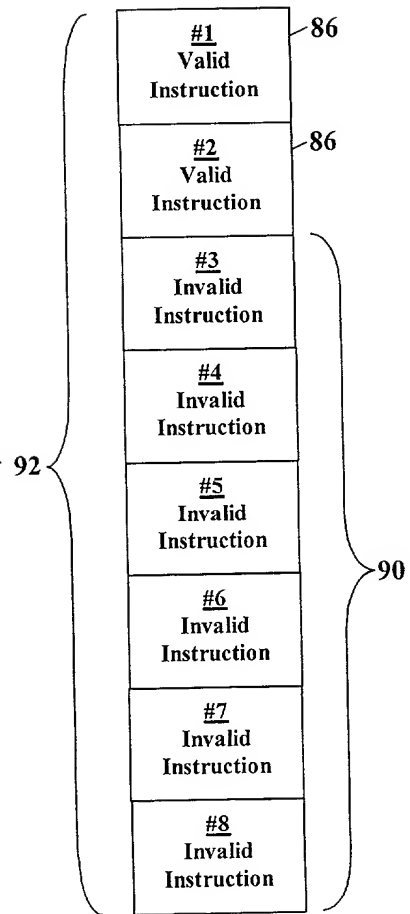 #1
Valid
Instruction
86
#2
Valid
Instruction
86
#3
Invalid
Instruction
#4
Invalid
Instruction
92
#5
Invalid
Instruction
90
#6
Invalid
Instruction
#7
Invalid
Instruction
#8
Invalid
Instruction